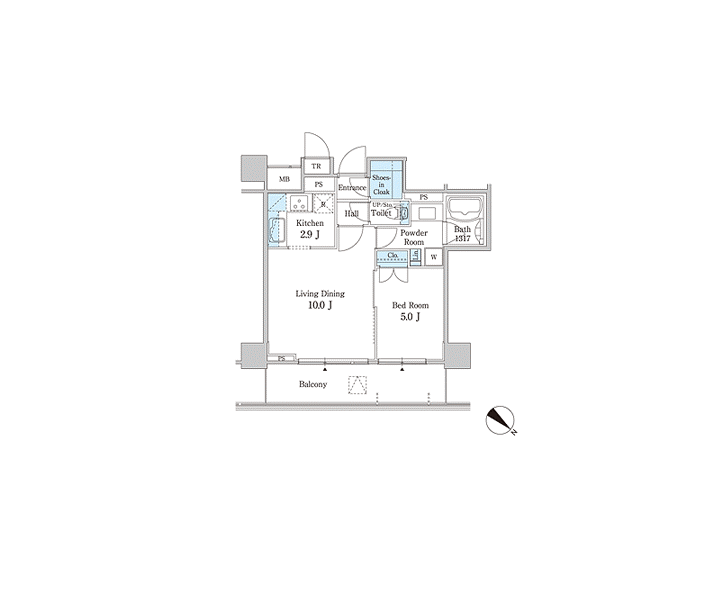 TR
MB
PS
Entrance
Shoes-
in
Cloak
PS
R
Hall
UP-Sto.
Toilet
Kitchen
2.9 J
Powder
Room
Bath
1317
Clo.
Lin.
W
Living Dining
10.0 J
Bed Room
5.0 J
PS
Balcony
N